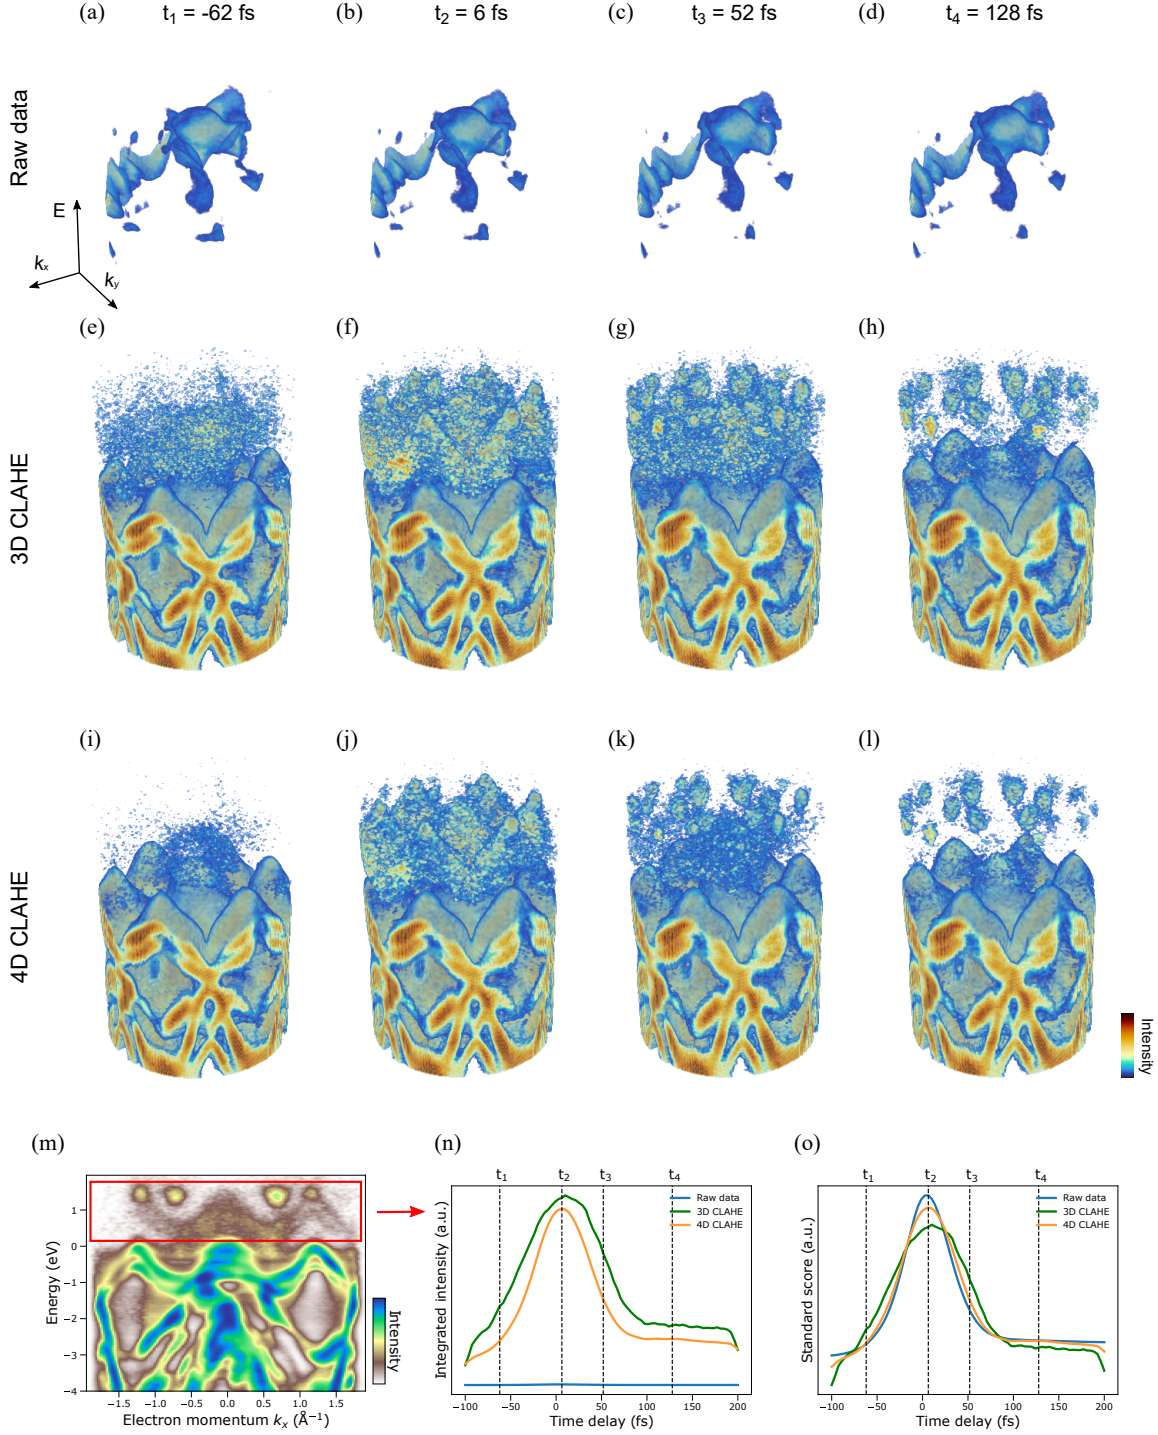 (a) t1 = -62 fs (b) t2 = 6 fs (c) t3 = 52 fs (d) t4 = 128 fs
Raw data
E
kx
ky
(e) (f) (g) (h)
3D CLAHE
(i) (j) (k) (l)
4D CLAHE
Intensity
(m) (n) (o)
t1 t2 t3 t4
t1 t2 t3 t4
Energy (eV)
1
0
−1
−2
−3
−4
−1.5 −1.0 −0.5 0.0 0.5 1.0 1.5
Electron momentum kx (Å−1)
Intensity
Integrated intensity (a.u.)
Raw data
3D CLAHE
4D CLAHE
−100 −50 0 50 100 150 200
Time delay (fs)
Standard score (a.u.)
Raw data
3D CLAHE
4D CLAHE
−100 −50 0 50 100 150 200
Time delay (fs)